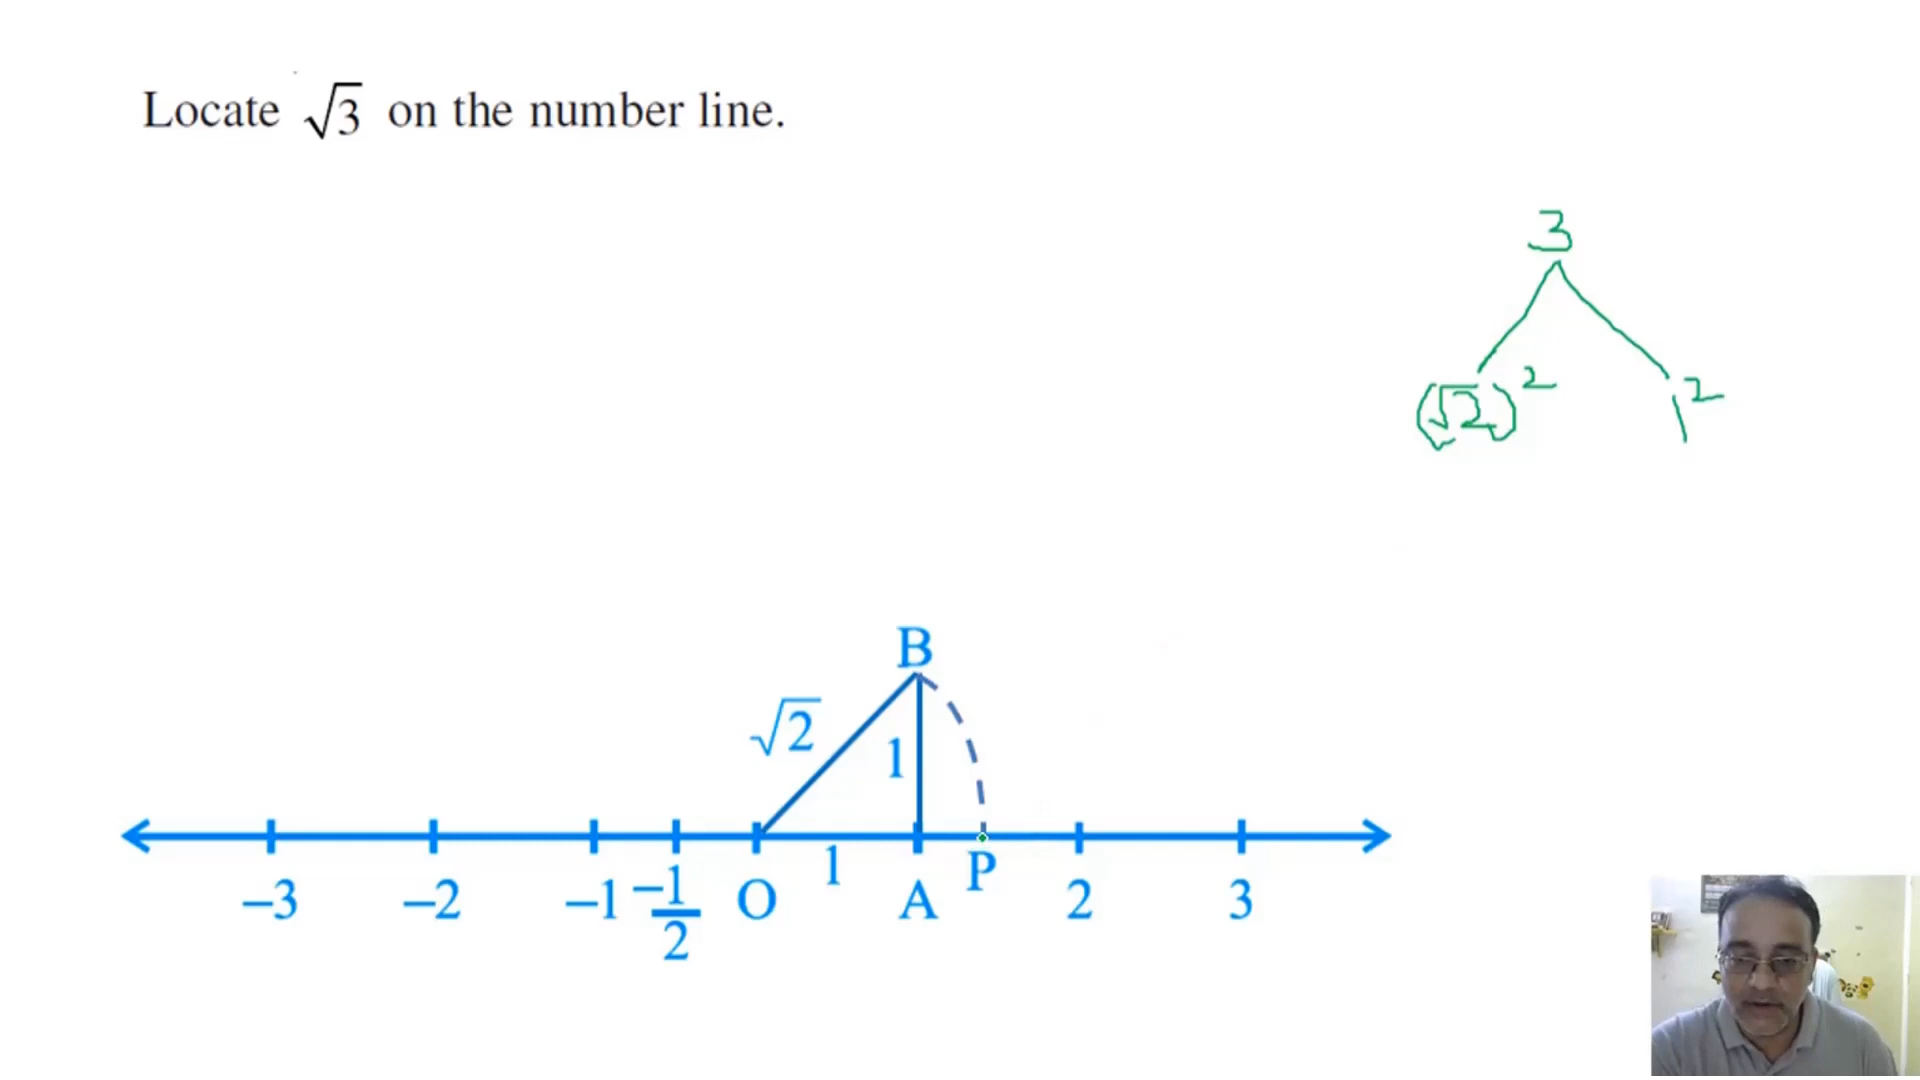 Locate √3 on the number line.
3
(√2)² 1²
B
√2
1
1
–3 –2 –1 –1/2 O A P 2 3